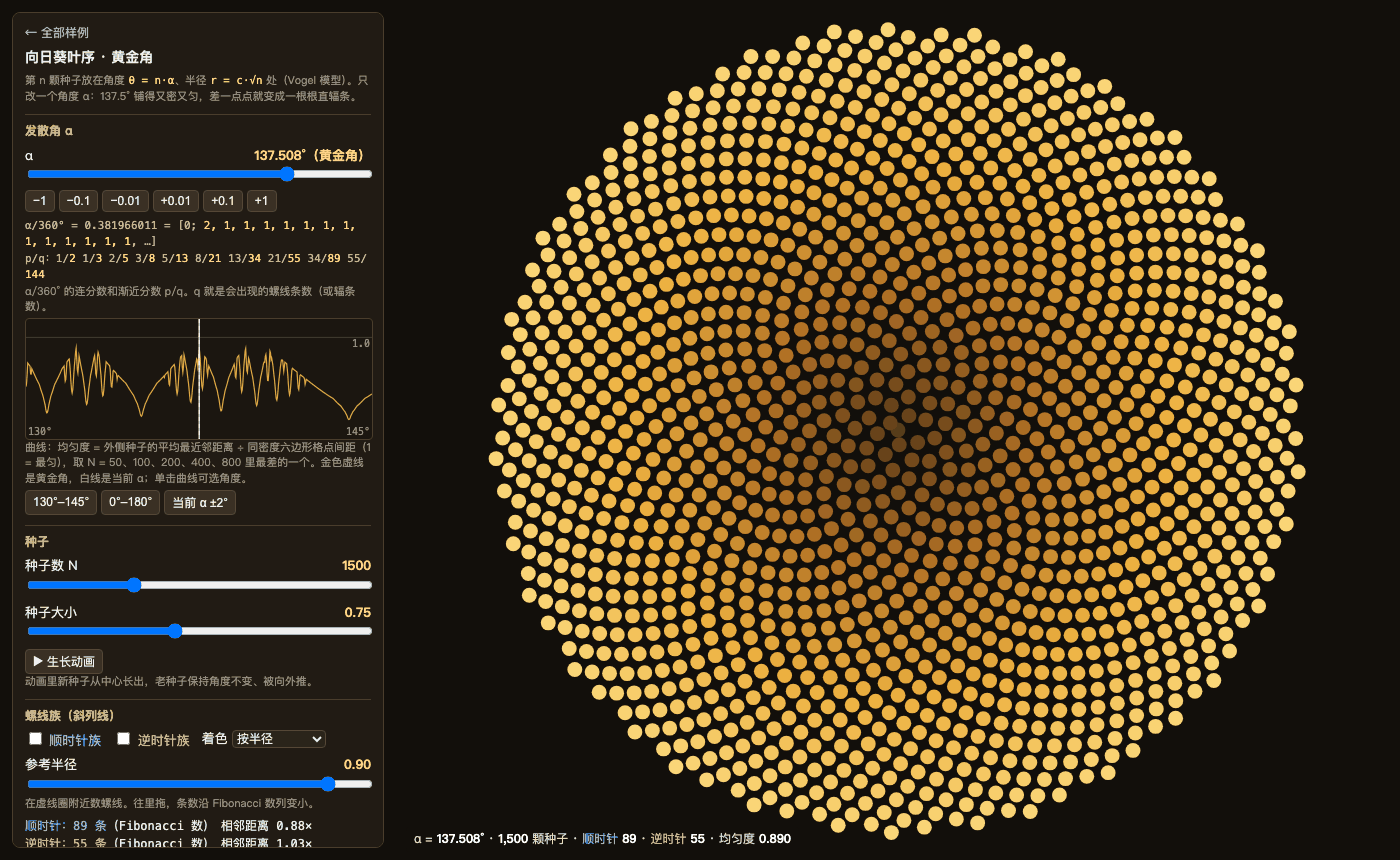 ← 全部样例
向日葵叶序 · 黄金角
第 n 颗种子放在角度 θ = n·α、半径 r = c·√n 处（Vogel 模型）。只
改一个角度 α：137.5° 铺得又密又匀，差一点点就变成一根根直辐条。
发散角 α
α 137.508°（黄金角）
−1 −0.1 −0.01 +0.01 +0.1 +1
α/360° = 0.381966011 = [0; 2, 1, 1, 1, 1, 1, 1, 1,
1, 1, 1, 1, 1, 1, …]
p/q: 1/2 1/3 2/5 3/8 5/13 8/21 13/34 21/55 34/89 55/
144
α/360° 的连分数和渐近分数 p/q。q 就是会出现的螺线条数（或辐条
数）。
1.0
130° 145°
曲线：均匀度 = 外侧种子的平均最近邻距离 ÷ 同密度六边形格点间距（1
= 最匀），取 N = 50、100、200、400、800 里最差的一个。金色虚线
是黄金角，白线是当前 α；单击曲线可选角度。
130°–145° 0°–180° 当前 α ±2°
种子
种子数 N 1500
种子大小 0.75
▶ 生长动画
动画里新种子从中心长出，老种子保持角度不变、被向外推。
螺线族（斜列线）
顺时针族 逆时针族 着色 按半径
参考半径 0.90
在虚线圈附近数螺线。往里拖，条数沿 Fibonacci 数列变小。
顺时针: 89 条 (Fibonacci 数) 相邻距离 0.88×
逆时针: 55 条 (Fibonacci 数) 相邻距离 1.03×
α = 137.508° · 1,500 颗种子 · 顺时针 89 · 逆时针 55 · 均匀度 0.890